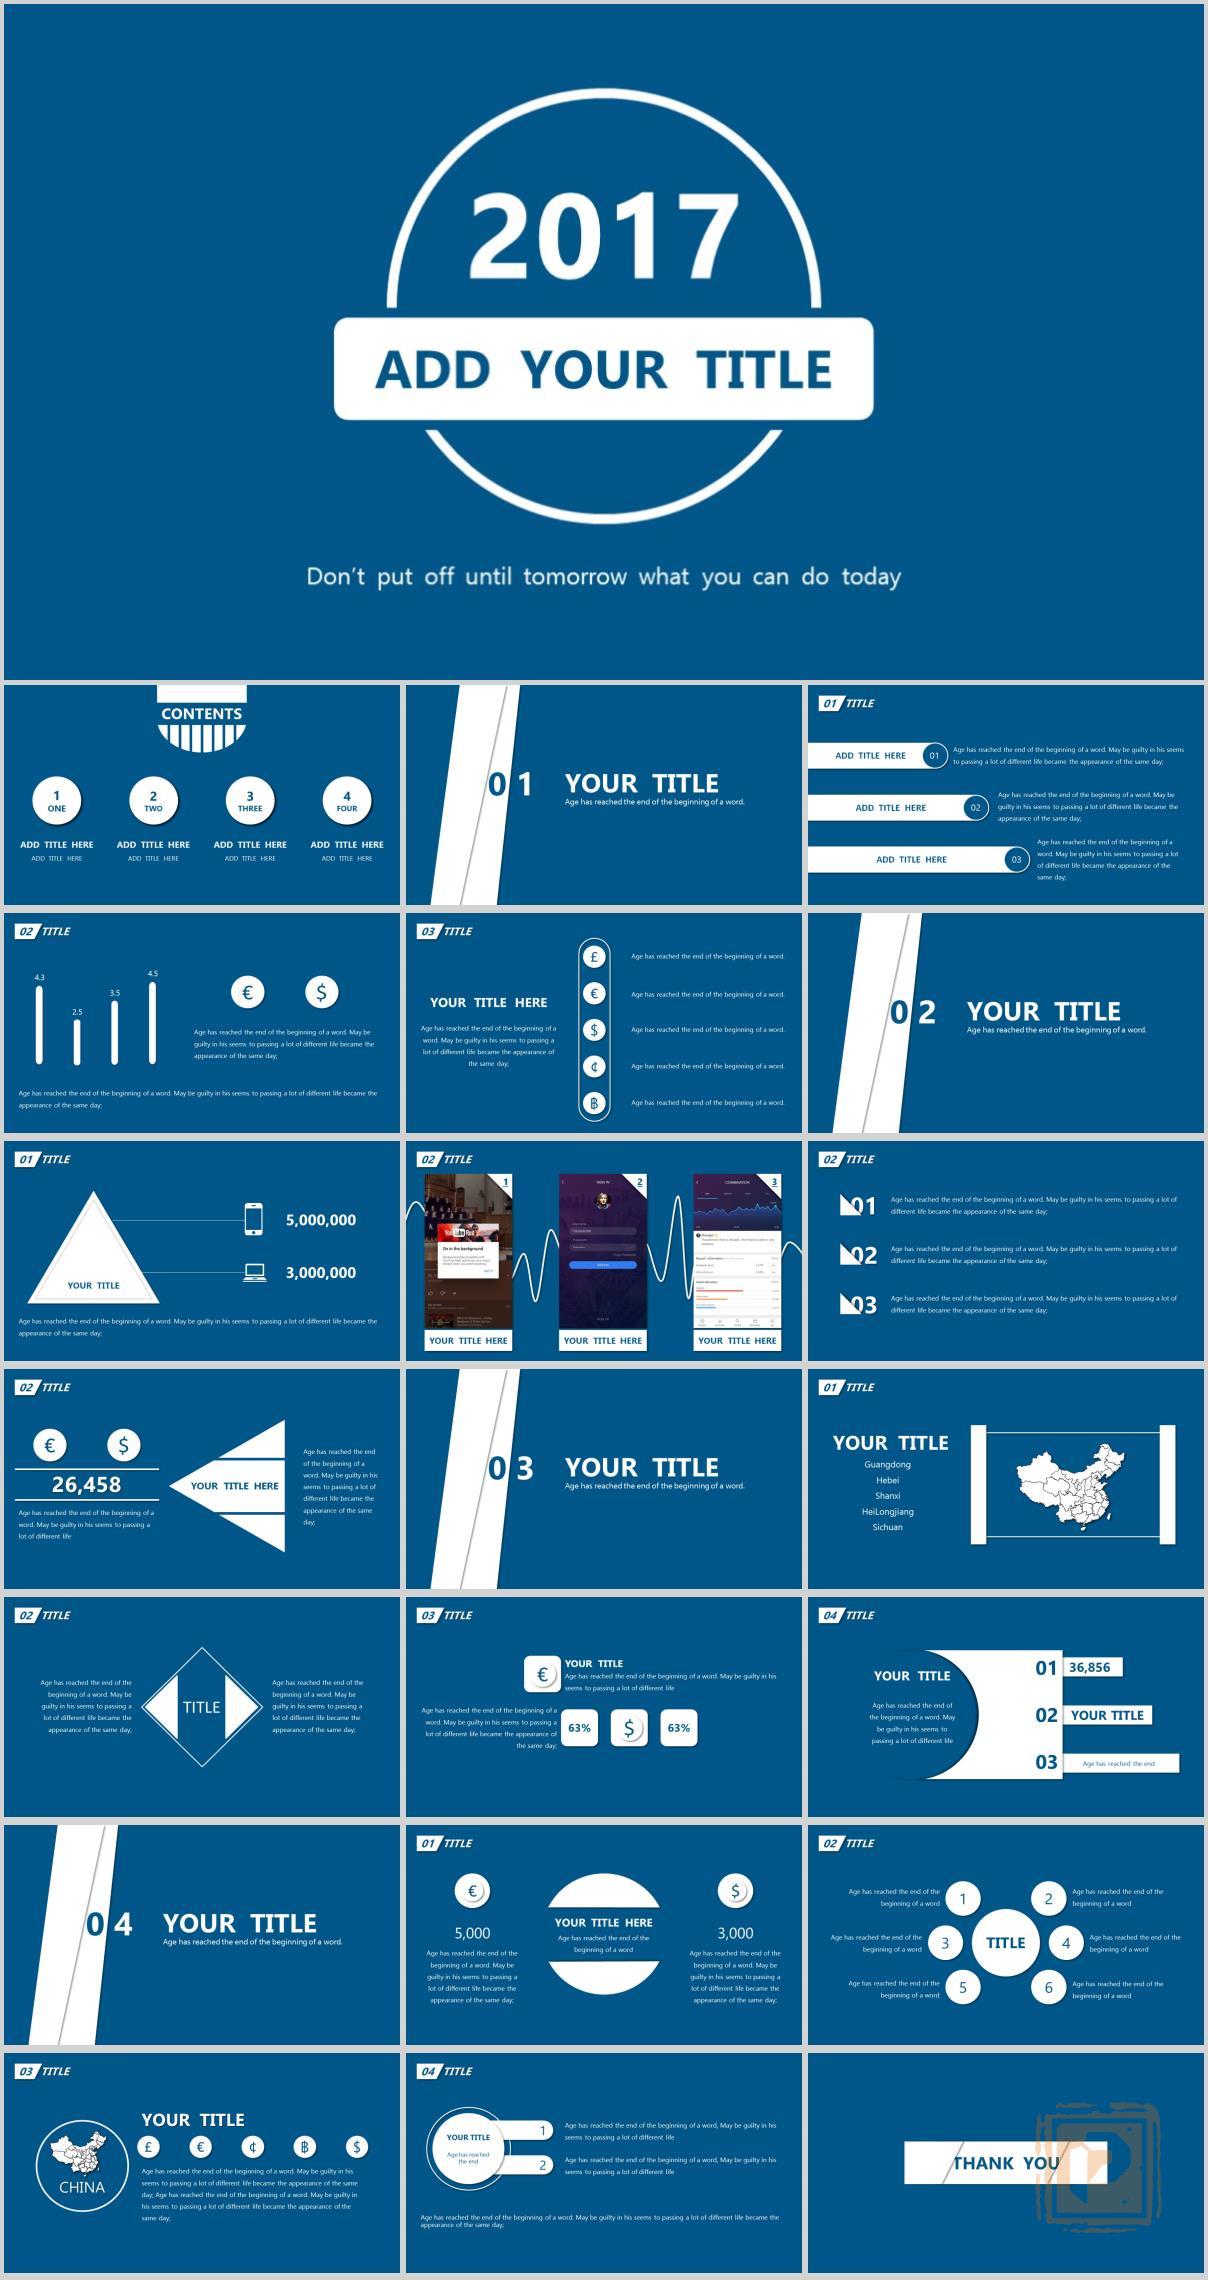 2017
ADD YOUR TITLE
Don't put off until tomorrow what you can do today
CONTENTS
1
ONE
2
TWO
3
THREE
4
FOUR
ADD TITLE HERE
ADD TITLE HERE
ADD TITLE HERE
ADD TITLE HERE
ADD TITLE HERE
ADD TITLE HERE
ADD TITLE HERE
ADD TITLE HERE
01
YOUR TITLE
Age has reached the end of the beginning of a word.
01 TITLE
ADD TITLE HERE 01
Age has reached the end of the beginning of a word. May be guilty in his seems
to passing a lot of different life became the appearance of the same day;
ADD TITLE HERE 02
Age has reached the end of the beginning of a word. May be
guilty in his seems to passing a lot of different life became the
appearance of the same day;
ADD TITLE HERE 03
Age has reached the end of the beginning of a
word. May be guilty in his seems to passing a lot
of different life became the appearance of the
same day;
02 TITLE
4.3
2.5
3.5
4.5
€ $
Age has reached the end of the beginning of a word. May be
guilty in his seems to passing a lot of different life became the
appearance of the same day;
Age has reached the end of the beginning of a word. May be guilty in his seems to passing a lot of different life became the
appearance of the same day;
03 TITLE
YOUR TITLE HERE
Age has reached the end of the beginning of a
word. May be guilty in his seems to passing a
lot of different life became the appearance of
the same day;
£ Age has reached the end of the beginning of a word.
€ Age has reached the end of the beginning of a word.
$ Age has reached the end of the beginning of a word.
¢ Age has reached the end of the beginning of a word.
฿ Age has reached the end of the beginning of a word.
02
YOUR TITLE
Age has reached the end of the beginning of a word.
01 TITLE
YOUR TITLE
5,000,000
3,000,000
Age has reached the end of the beginning of a word. May be guilty in his seems to passing a lot of different life became the
appearance of the same day;
02 TITLE
1
On in the background
YOUR TITLE HERE
2
SIGN IN
SIGN IN
YOUR TITLE HERE
3
COMBINATION
YOUR TITLE HERE
02 TITLE
01
Age has reached the end of the beginning of a word. May be guilty in his seems to passing a lot of
different life became the appearance of the same day;
02
Age has reached the end of the beginning of a word. May be guilty in his seems to passing a lot of
different life became the appearance of the same day;
03
Age has reached the end of the beginning of a word. May be guilty in his seems to passing a lot of
different life became the appearance of the same day;
02 TITLE
€ $
26,458
Age has reached the end of the beginning of a
word. May be guilty in his seems to passing a
lot of different life
YOUR TITLE HERE
Age has reached the end
of the beginning of a
word. May be guilty in his
seems to passing a lot of
different life became the
appearance of the same
day;
03
YOUR TITLE
Age has reached the end of the beginning of a word.
01 TITLE
YOUR TITLE
Guangdong
Hebei
Shanxi
HeiLongjiang
Sichuan
02 TITLE
Age has reached the end of the
beginning of a word. May be
guilty in his seems to passing a
lot of different life became the
appearance of the same day;
TITLE
Age has reached the end of the
beginning of a word. May be
guilty in his seems to passing a
lot of different life became the
appearance of the same day;
03 TITLE
€
YOUR TITLE
Age has reached the end of the beginning of a word. May be guilty in his
seems to passing a lot of different life
Age has reached the end of the beginning of a
word. May be guilty in his seems to passing a
lot of different life became the appearance of
the same day;
63% $ 63%
04 TITLE
YOUR TITLE
Age has reached the end of
the beginning of a word. May
be guilty in his seems to
passing a lot of different life
01 36,856
02 YOUR TITLE
03 Age has reached the end
04
YOUR TITLE
Age has reached the end of the beginning of a word.
01 TITLE
€
5,000
Age has reached the end of the
beginning of a word. May be
guilty in his seems to passing a
lot of different life became the
appearance of the same day;
YOUR TITLE HERE
Age has reached the end of the
beginning of a word
$
3,000
Age has reached the end of the
beginning of a word. May be
guilty in his seems to passing a
lot of different life became the
appearance of the same day;
02 TITLE
Age has reached the end of the
beginning of a word
1
2
Age has reached the end of the
beginning of a word
Age has reached the end of the
beginning of a word
3
TITLE
4
Age has reached the end of the
beginning of a word
Age has reached the end of the
beginning of a word
5
6
Age has reached the end of the
beginning of a word
03 TITLE
CHINA
YOUR TITLE
£ € ¢ ฿ $
Age has reached the end of the beginning of a word. May be guilty in his
seems to passing a lot of different life became the appearance of the same
day; Age has reached the end of the beginning of a word. May be guilty in
his seems to passing a lot of different life became the appearance of the
same day;
04 TITLE
YOUR TITLE
Age has reached
the end
1
Age has reached the end of the beginning of a word, May be guilty in his
seems to passing a lot of different life
2
Age has reached the end of the beginning of a word, May be guilty in his
seems to passing a lot of different life
Age has reached the end of the beginning of a word. May be guilty in his seems to passing a lot of different life became the
appearance of the same day;
THANK YOU